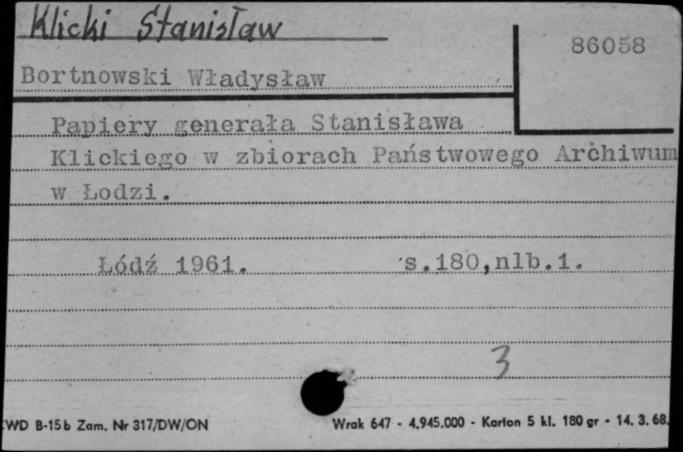 Klicki Stanisław
86058
Bortnowski Władysław
Papiery generała Stanisława
Klickiego w zbiorach Państwowego Archiwum
w Łodzi.
Łódź 1961. s.180,nlb.1.
3
WD B-15b Zam. Nr 317/DW/ON Wrak 647 - 4.945.000 - Karton 5 kl. 180 gr - 14. 3. 68.